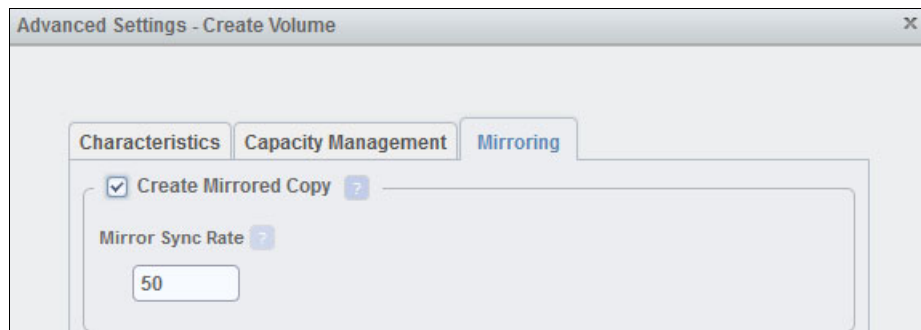 Advanced Settings - Create Volume x
Characteristics Capacity Management Mirroring
Create Mirrored Copy ?
Mirror Sync Rate ?
50